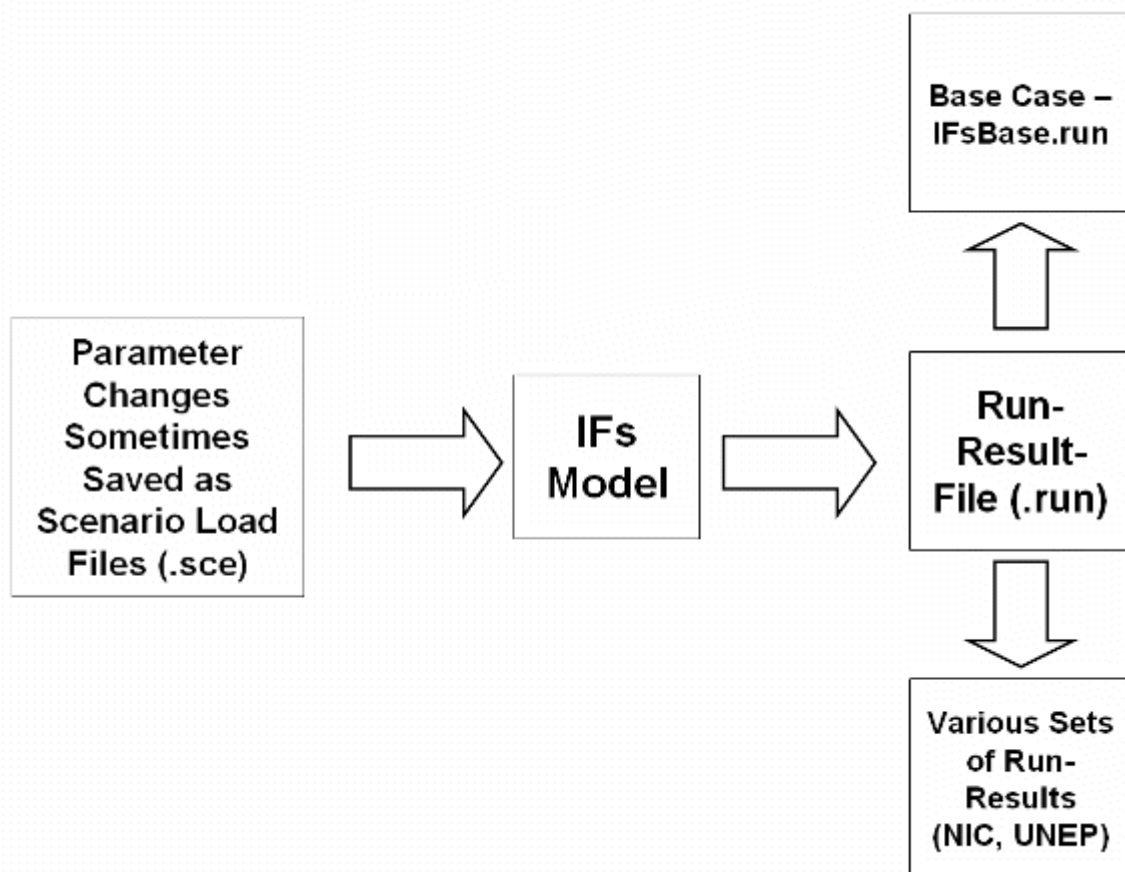 Base Case –
IFsBase.run
Parameter
Changes
Sometimes
Saved as
Scenario Load
Files (.sce)
IFs
Model
Run-
Result-
File (.run)
Various Sets
of Run-
Results
(NIC, UNEP)